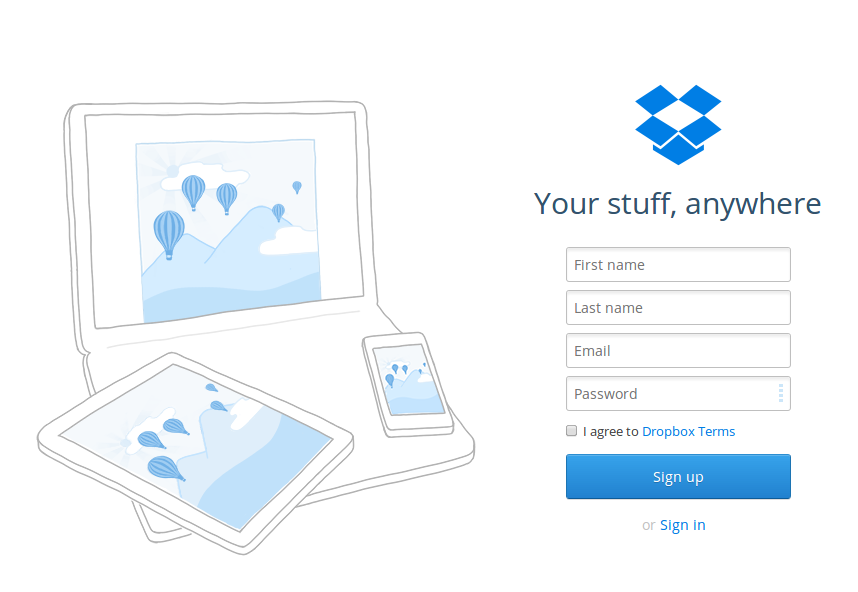 Your stuff, anywhere
First name
Last name
Email
Password
I agree to Dropbox Terms
Sign up
or Sign in